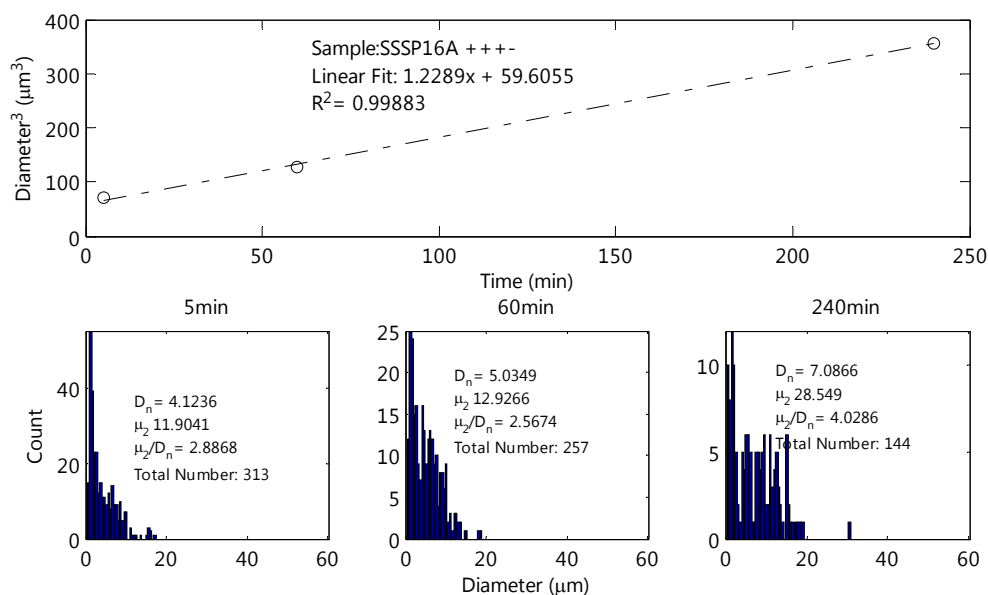 400
300
200
100
0
Diameter³ (µm³)
Sample:SSSP16A +++-
Linear Fit: 1.2289x + 59.6055
R²= 0.99883
0 50 100 150 200 250
Time (min)
5min 60min 240min
40
20
0
Count
Dₙ= 4.1236
µ₂ 11.9041
µ₂/Dₙ= 2.8868
Total Number: 313
0 20 40 60
25
20
15
10
5
0
Dₙ= 5.0349
µ₂ 12.9266
µ₂/Dₙ= 2.5674
Total Number: 257
0 20 40 60
10
5
0
Dₙ= 7.0866
µ₂ 28.549
µ₂/Dₙ= 4.0286
Total Number: 144
0 20 40 60
Diameter (µm)